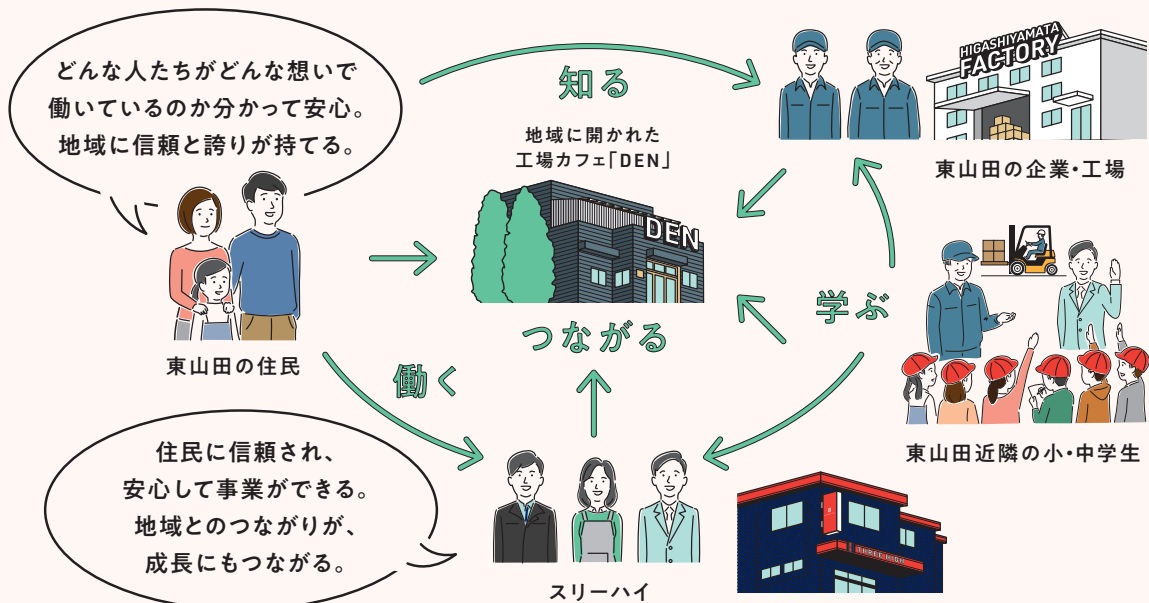 どんな人たちがどんな想いで
働いているのか分かって安心。
地域に信頼と誇りが持てる。
知る
HIGASHIYAMATA
FACTORY
地域に開かれた
工場カフェ「DEN」
東山田の企業・工場
DEN
学ぶ
つながる
東山田の住民
働く
東山田近隣の小・中学生
住民に信頼され、
安心して事業ができる。
地域とのつながりが、
成長にもつながる。
THREE HIGH
スリーハイ